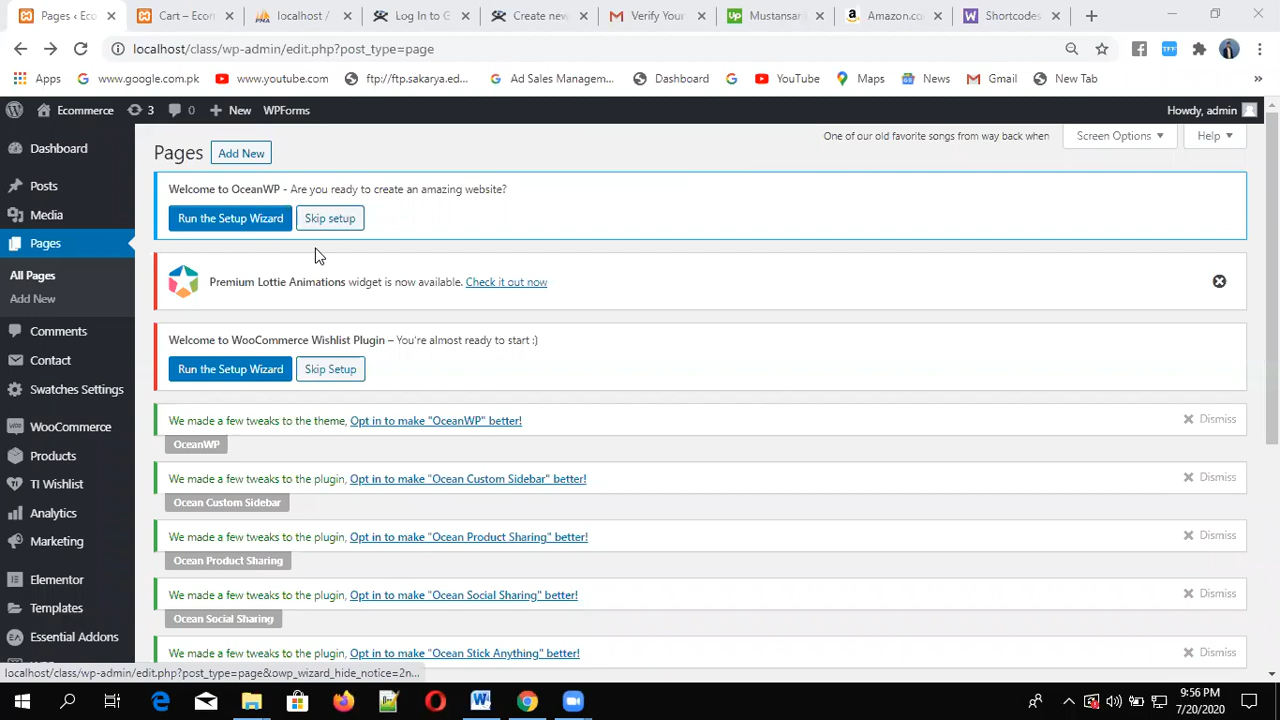 Pages ‹ Eco
Cart – Econ
localhost /
Log In to G
Create new
Verify Your
Mustansar
Amazon.co
Shortcodes
localhost/class/wp-admin/edit.php?post_type=page
Apps
www.google.com.pk
www.youtube.com
ftp://ftp.sakarya.ed...
Ad Sales Managem...
Dashboard
YouTube
Maps
News
Gmail
New Tab
»
Ecommerce
3
0
New
WPForms
Howdy, admin
Dashboard
Posts
Media
Pages
All Pages
Add New
Comments
Contact
Swatches Settings
WooCommerce
Products
TI Wishlist
Analytics
Marketing
Elementor
Templates
Essential Addons
Pages
Add New
One of our old favorite songs from way back when
Screen Options
Help
Welcome to OceanWP - Are you ready to create an amazing website?
Run the Setup Wizard
Skip setup
Premium Lottie Animations widget is now available. Check it out now
Welcome to WooCommerce Wishlist Plugin – You're almost ready to start :)
Run the Setup Wizard
Skip Setup
We made a few tweaks to the theme, Opt in to make "OceanWP" better!
Dismiss
OceanWP
We made a few tweaks to the plugin, Opt in to make "Ocean Custom Sidebar" better!
Dismiss
Ocean Custom Sidebar
We made a few tweaks to the plugin, Opt in to make "Ocean Product Sharing" better!
Dismiss
Ocean Product Sharing
We made a few tweaks to the plugin, Opt in to make "Ocean Social Sharing" better!
Dismiss
Ocean Social Sharing
We made a few tweaks to the plugin, Opt in to make "Ocean Stick Anything" better!
Dismiss
localhost/class/wp-admin/edit.php?post_type=page&owp_wizard_hide_notice=2n...
9:56 PM
7/20/2020